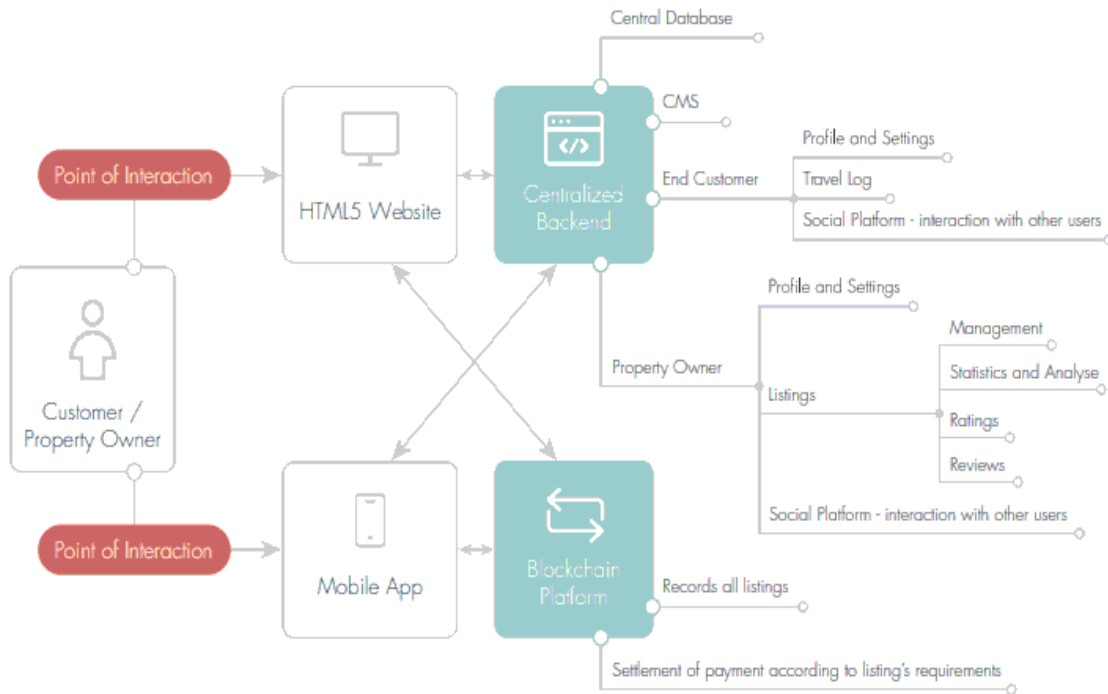 Central Database
CMS
Profile and Settings
Point of Interaction
End Customer
Travel Log
HTML5 Website
Centralized
Backend
Social Platform - interaction with other users
Profile and Settings
Management
Property Owner
Statistics and Analyse
Listings
Customer /
Property Owner
Ratings
Reviews
Social Platform - interaction with other users
Point of Interaction
Mobile App
Blockchain
Platform
Records all listings
Settlement of payment according to listing's requirements